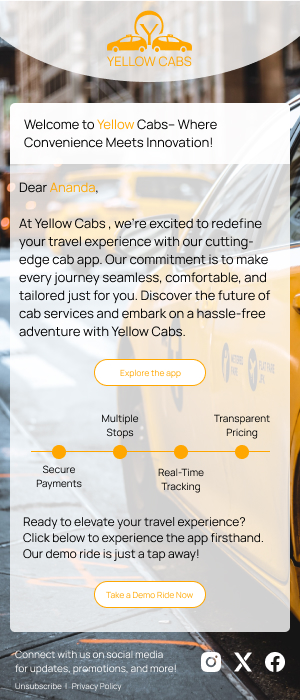 YELLOW CABS
Welcome to Yellow Cabs– Where
Convenience Meets Innovation!
Dear Ananda,
At Yellow Cabs , we're excited to redefine
your travel experience with our cutting-
edge cab app. Our commitment is to make
every journey seamless, comfortable, and
tailored just for you. Discover the future of
cab services and embark on a hassle-free
adventure with Yellow Cabs.
Explore the app
Multiple
Stops
Transparent
Pricing
Secure
Payments
Real-Time
Tracking
Ready to elevate your travel experience?
Click below to experience the app firsthand.
Our demo ride is just a tap away!
Take a Demo Ride Now
Connect with us on social media
for updates, promotions, and more!
Unsubscribe | Privacy Policy